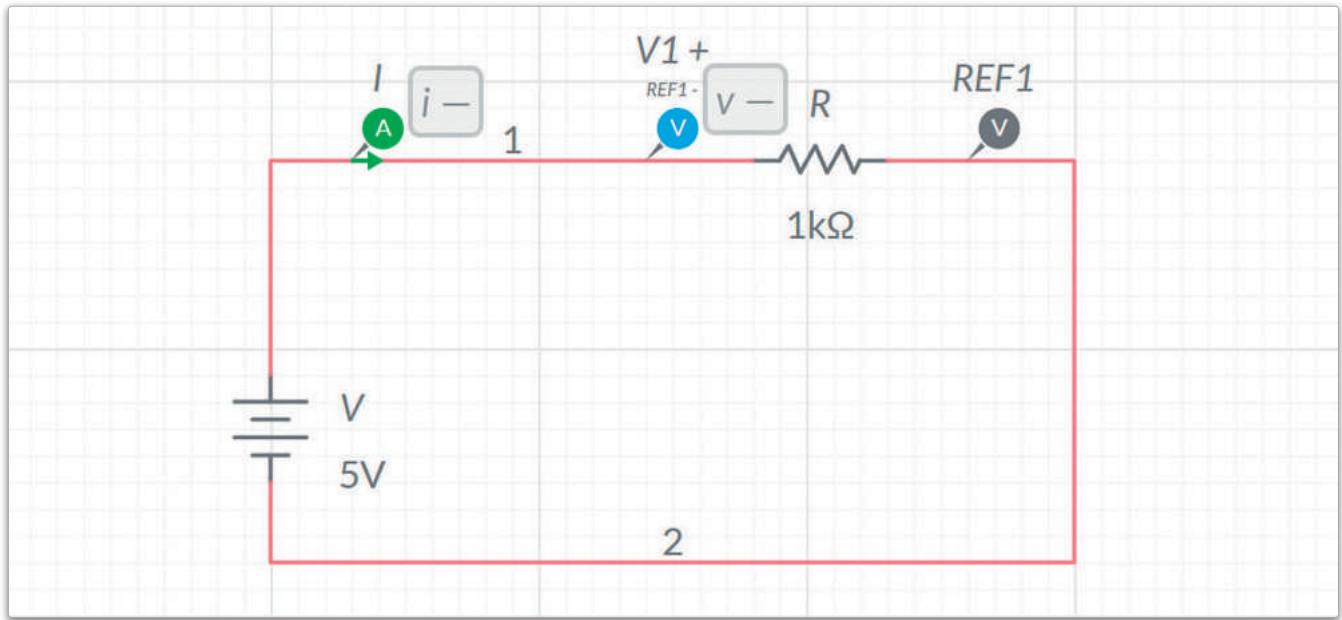 I
A
i —
1
V1 +
REF1 -
V
v —
R
1kΩ
REF1
V
V
5V
2